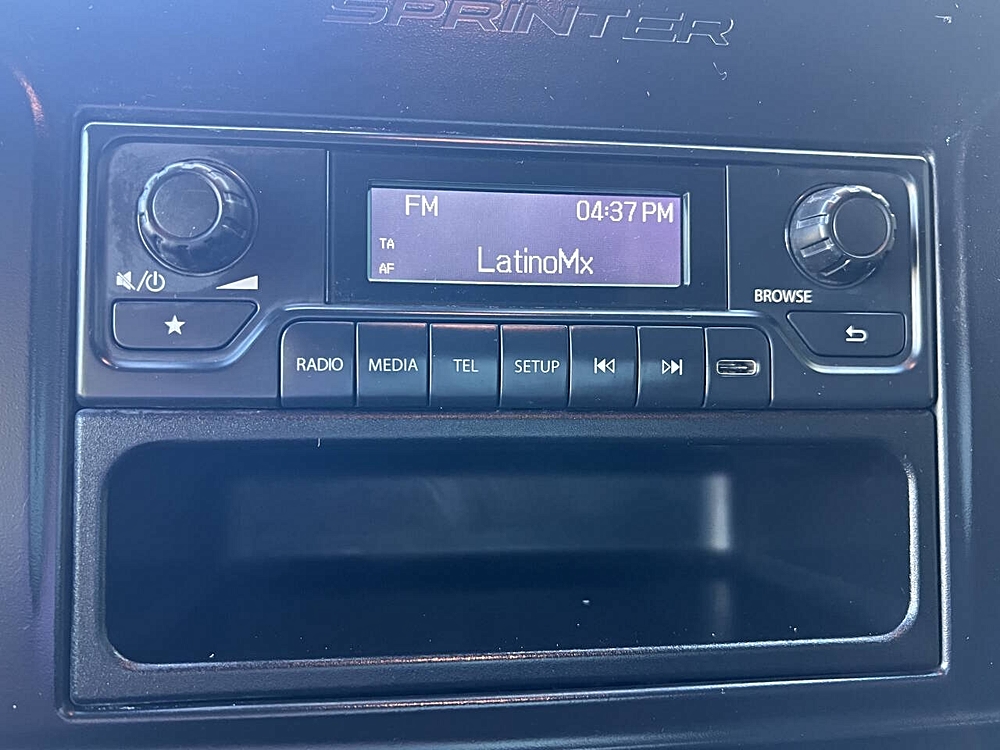 SPRINTER
FM 04:37 PM
TA
LatinoMx
AF
BROWSE
RADIO MEDIA TEL SETUP